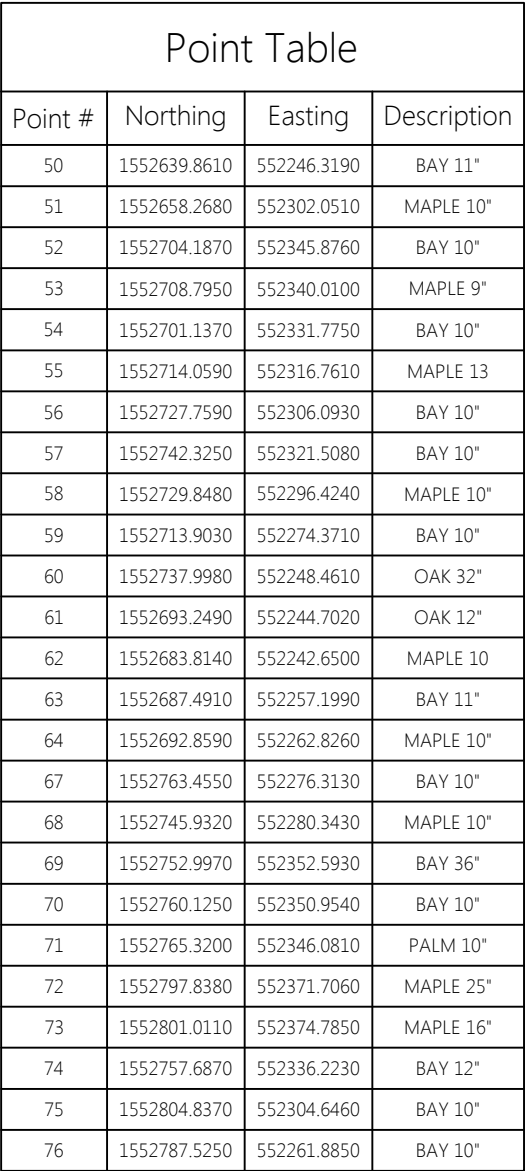 Point Table
Point # Northing Easting Description
50 1552639.8610 552246.3190 BAY 11"
51 1552658.2680 552302.0510 MAPLE 10"
52 1552704.1870 552345.8760 BAY 10"
53 1552708.7950 552340.0100 MAPLE 9"
54 1552701.1370 552331.7750 BAY 10"
55 1552714.0590 552316.7610 MAPLE 13
56 1552727.7590 552306.0930 BAY 10"
57 1552742.3250 552321.5080 BAY 10"
58 1552729.8480 552296.4240 MAPLE 10"
59 1552713.9030 552274.3710 BAY 10"
60 1552737.9980 552248.4610 OAK 32"
61 1552693.2490 552244.7020 OAK 12"
62 1552683.8140 552242.6500 MAPLE 10
63 1552687.4910 552257.1990 BAY 11"
64 1552692.8590 552262.8260 MAPLE 10"
67 1552763.4550 552276.3130 BAY 10"
68 1552745.9320 552280.3430 MAPLE 10"
69 1552752.9970 552352.5930 BAY 36"
70 1552760.1250 552350.9540 BAY 10"
71 1552765.3200 552346.0810 PALM 10"
72 1552797.8380 552371.7060 MAPLE 25"
73 1552801.0110 552374.7850 MAPLE 16"
74 1552757.6870 552336.2230 BAY 12"
75 1552804.8370 552304.6460 BAY 10"
76 1552787.5250 552261.8850 BAY 10"